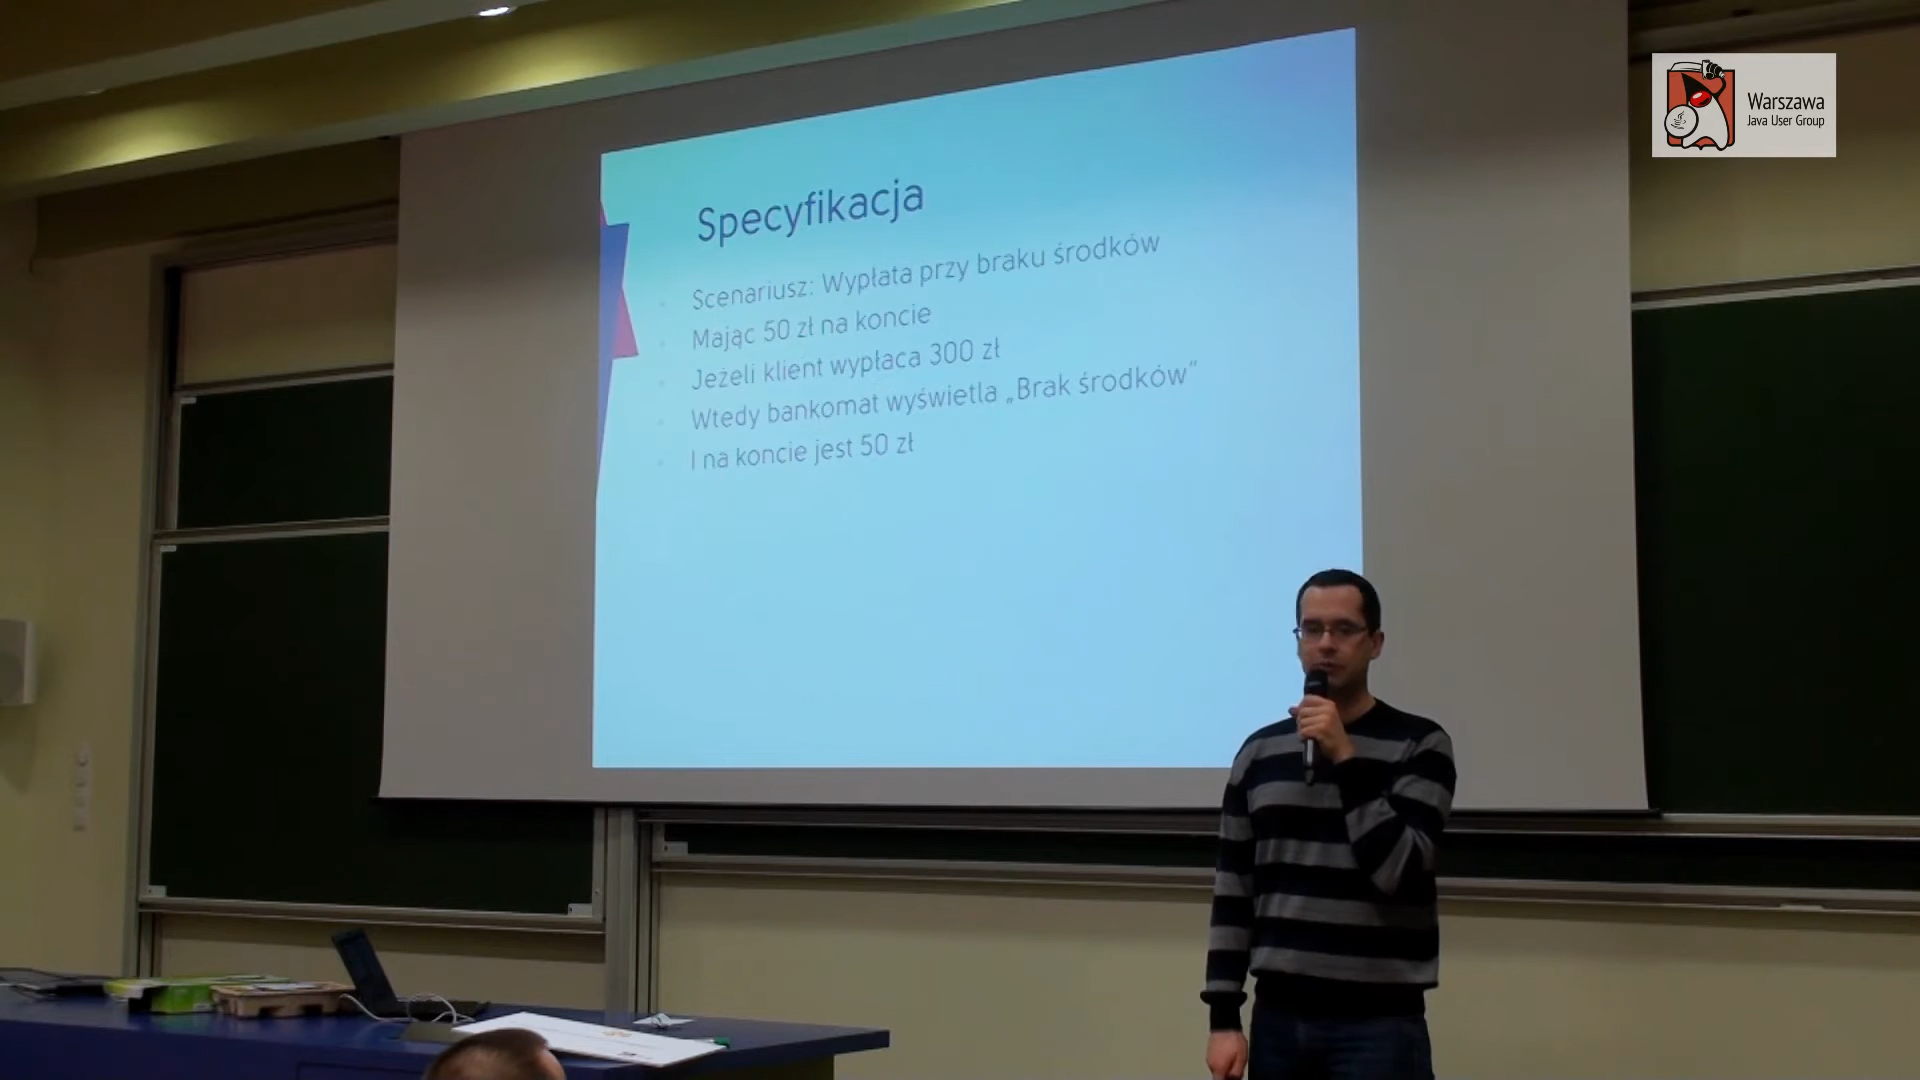 Warszawa
Java User Group
Specyfikacja
Scenariusz: Wypłata przy braku środków
Mając 50 zł na koncie
Jeżeli klient wypłaca 300 zł
Wtedy bankomat wyświetla „Brak środków”
I na koncie jest 50 zł